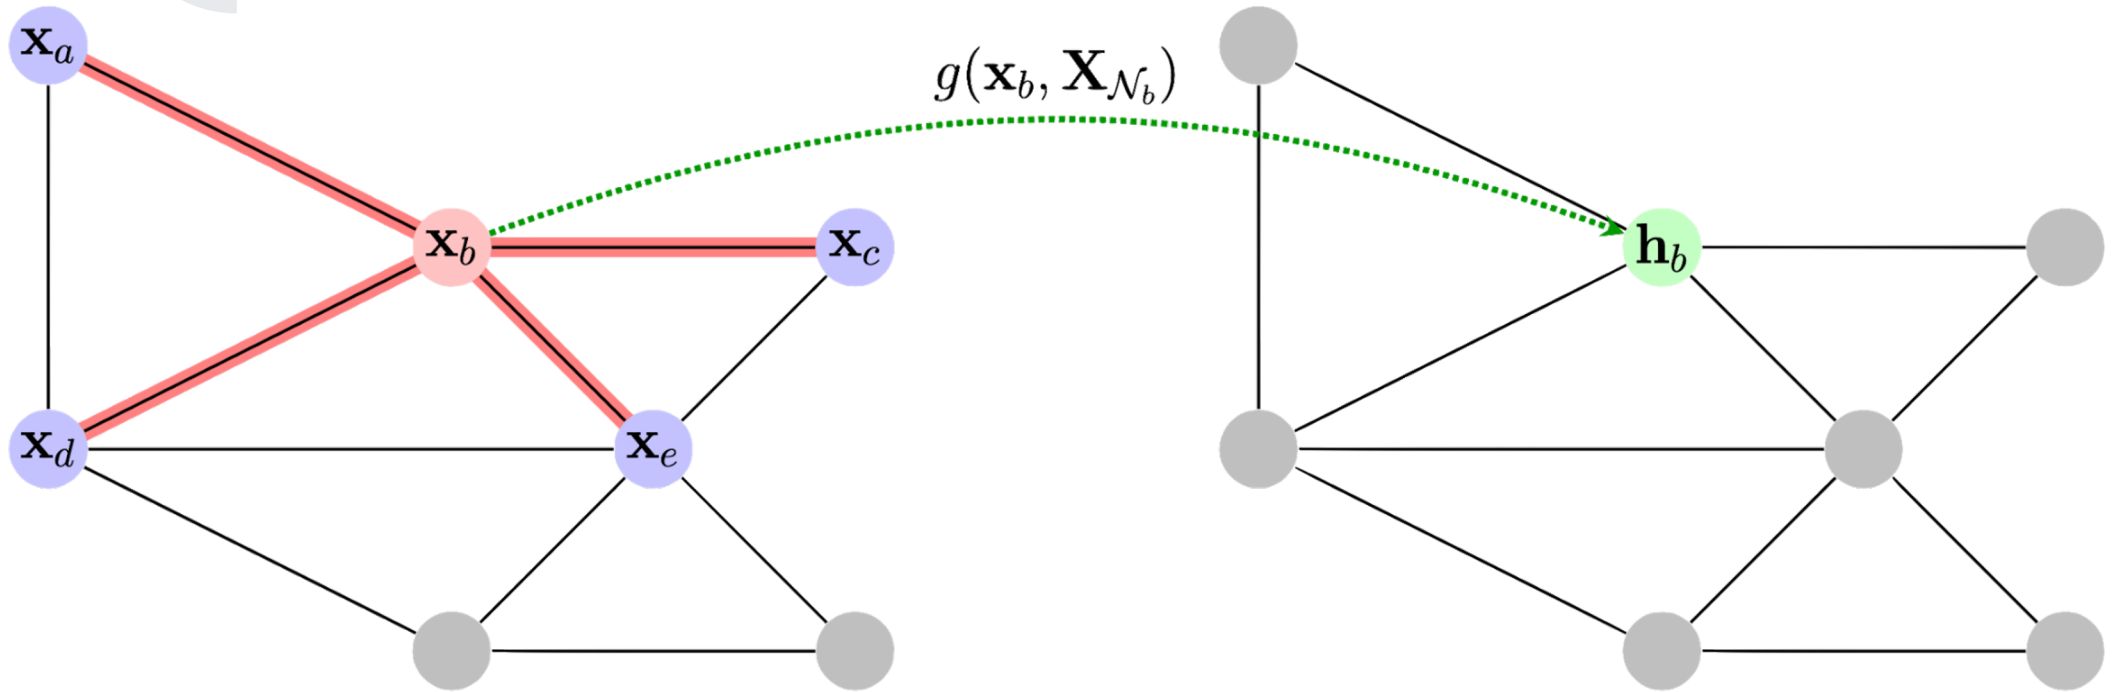 x_a
g(x_b, X_{𝒩_b})
x_b
x_c
h_b
x_d
x_e